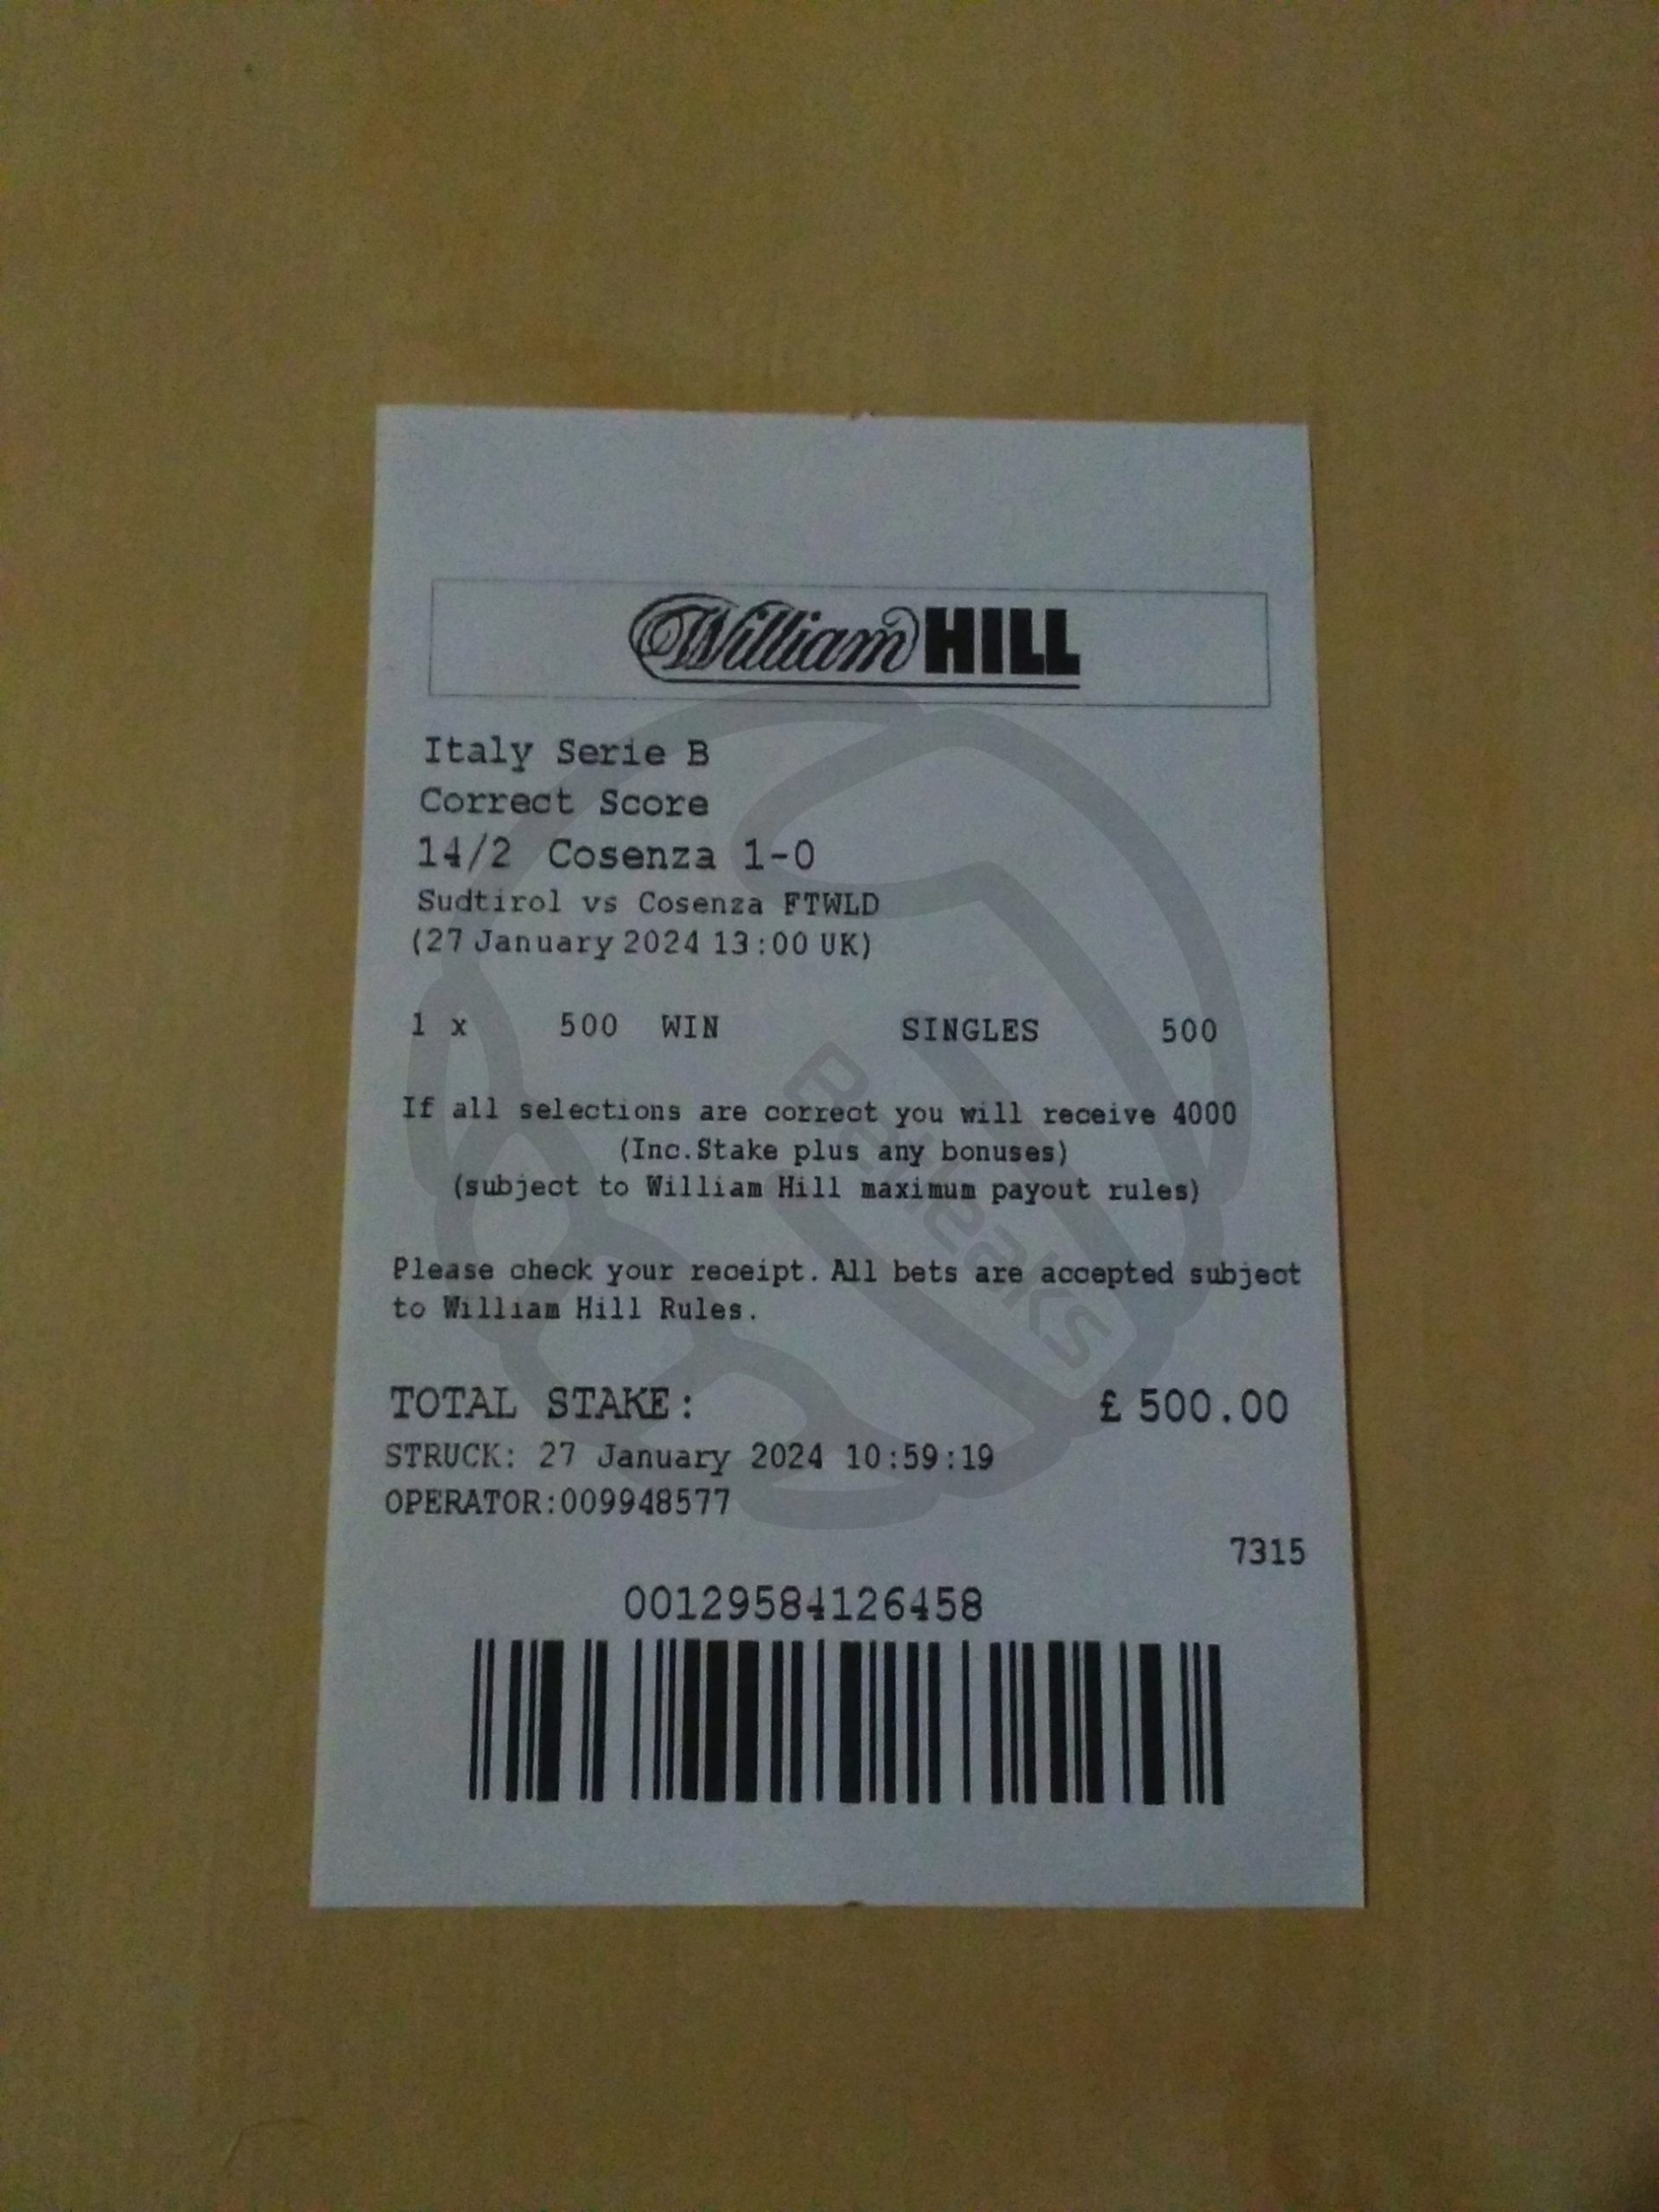 William HILL
Italy Serie B
Correct Score
14/2 Cosenza 1-0
Sudtirol vs Cosenza FTWLD
(27 January 2024 13:00 UK)
1 x 500 WIN SINGLES 500
If all selections are correct you will receive 4000
(Inc.Stake plus any bonuses)
(subject to William Hill maximum payout rules)
Please check your receipt. All bets are accepted subject
to William Hill Rules.
TOTAL STAKE: £ 500.00
STRUCK: 27 January 2024 10:59:19
OPERATOR:009948577
7315
00129584126458